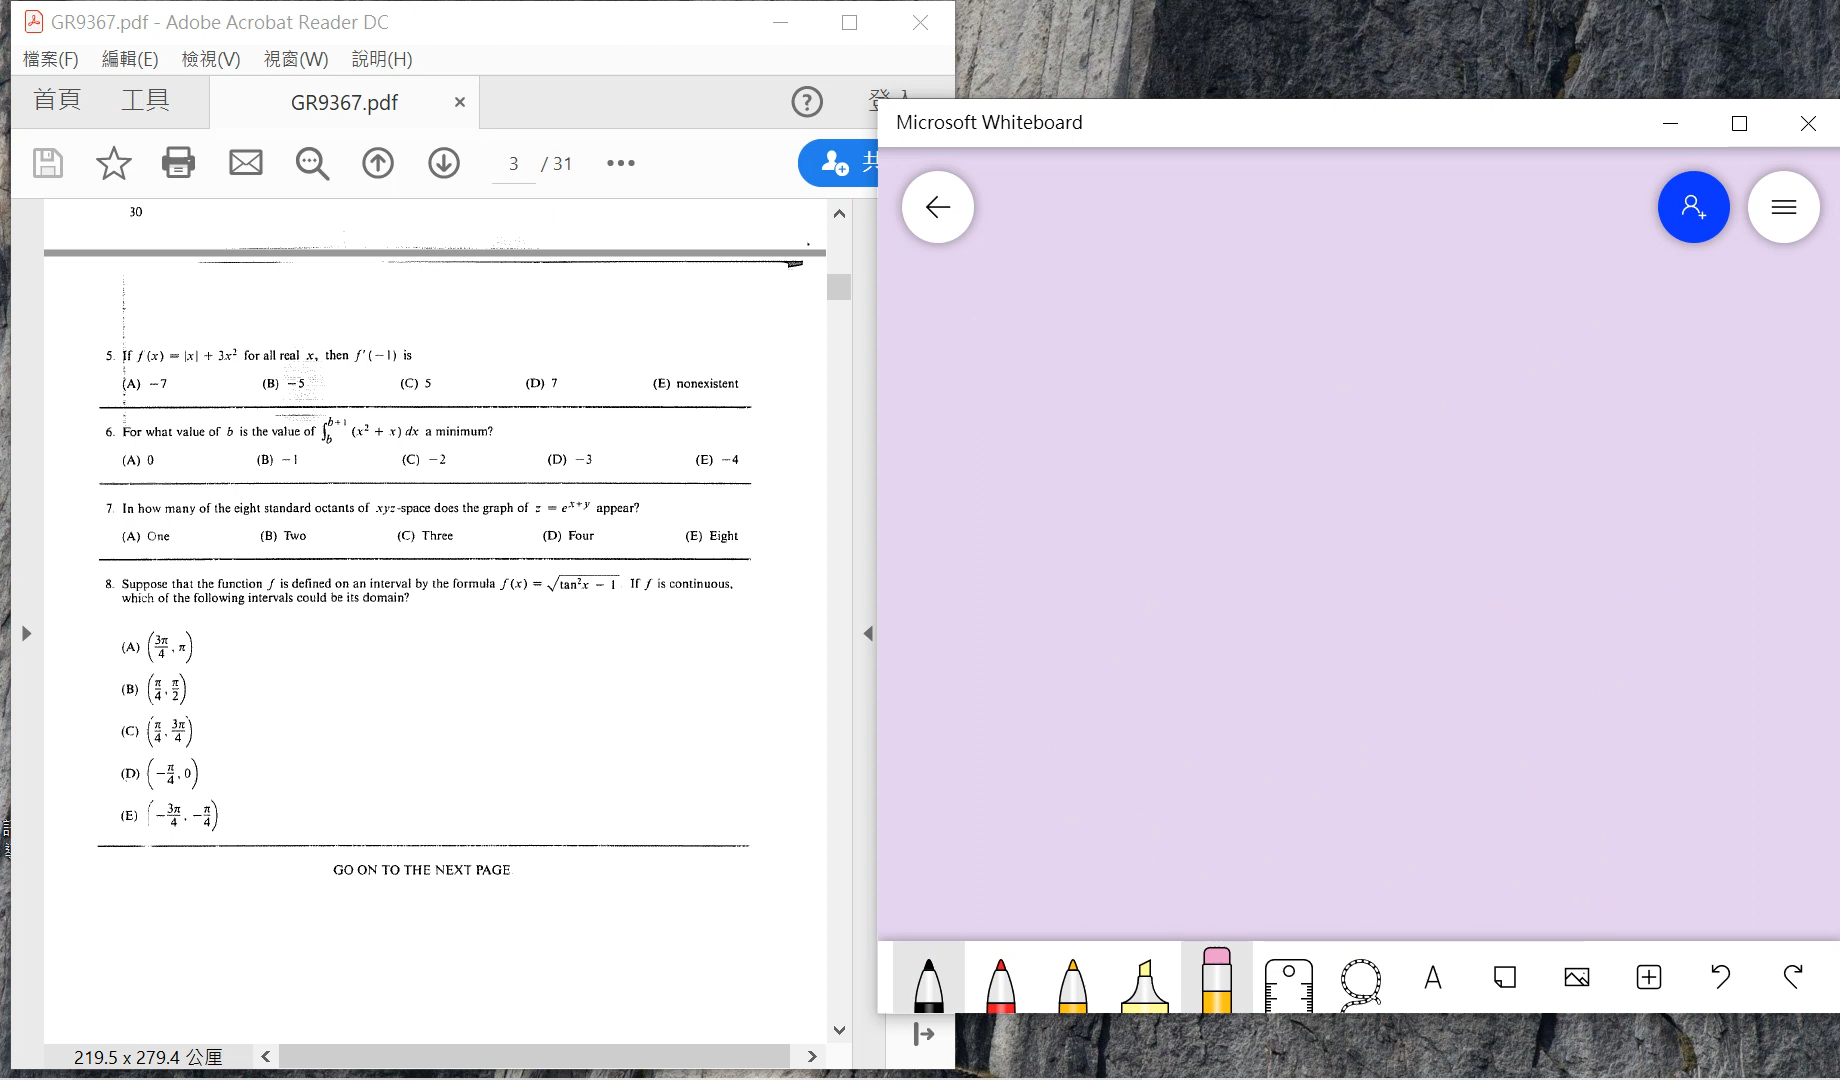 GR9367.pdf - Adobe Acrobat Reader DC
檔案(F) 編輯(E) 檢視(V) 視窗(W) 說明(H)
首頁 工具 GR9367.pdf
3 / 31
30
5. If f(x) = |x| + 3x² for all real x, then f′(−1) is
(A) −7 (B) −5 (C) 5 (D) 7 (E) nonexistent
6. For what value of b is the value of ∫_b^{b+1} (x² + x) dx a minimum?
(A) 0 (B) −1 (C) −2 (D) −3 (E) −4
7. In how many of the eight standard octants of xyz-space does the graph of z = e^{x+y} appear?
(A) One (B) Two (C) Three (D) Four (E) Eight
8. Suppose that the function f is defined on an interval by the formula f(x) = √(tan²x − 1). If f is continuous,
which of the following intervals could be its domain?
(A) (3π/4, π)
(B) (π/4, π/2)
(C) (π/4, 3π/4)
(D) (−π/4, 0)
(E) (−3π/4, −π/4)
GO ON TO THE NEXT PAGE.
219.5 x 279.4 公厘
Microsoft Whiteboard